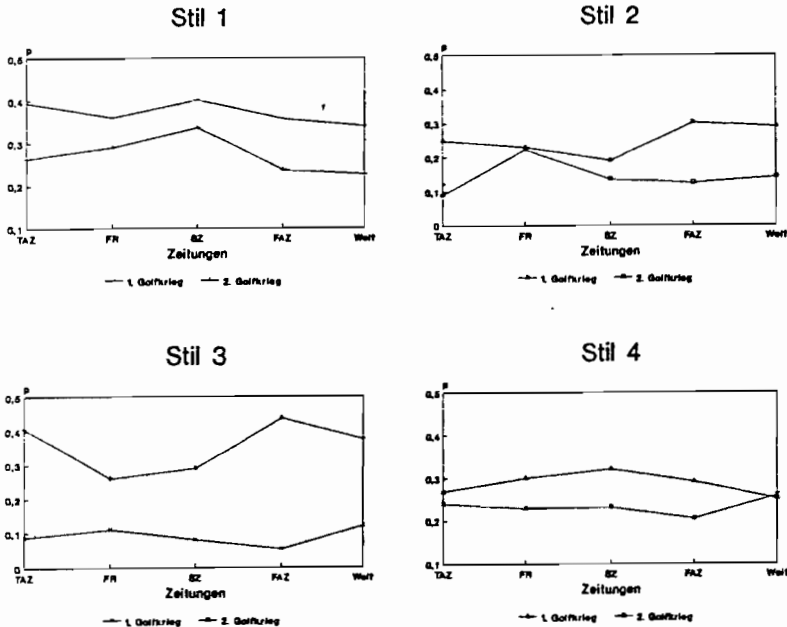 Stil 1
p
0,5
0,4
0,3
0,2
0,1
TAZ FR SZ FAZ Welt
Zeitungen
1. Golfkrieg 2. Golfkrieg
Stil 2
p
0,5
0,4
0,3
0,2
0,1
0
TAZ FR SZ FAZ Welt
Zeitungen
1. Golfkrieg 2. Golfkrieg
Stil 3
p
0,5
0,4
0,3
0,2
0,1
0
TAZ FR SZ FAZ Welt
Zeitungen
1. Golfkrieg 2. Golfkrieg
Stil 4
p
0,5
0,4
0,3
0,2
0,1
TAZ FR SZ FAZ Welt
Zeitungen
1. Golfkrieg 2. Golfkrieg